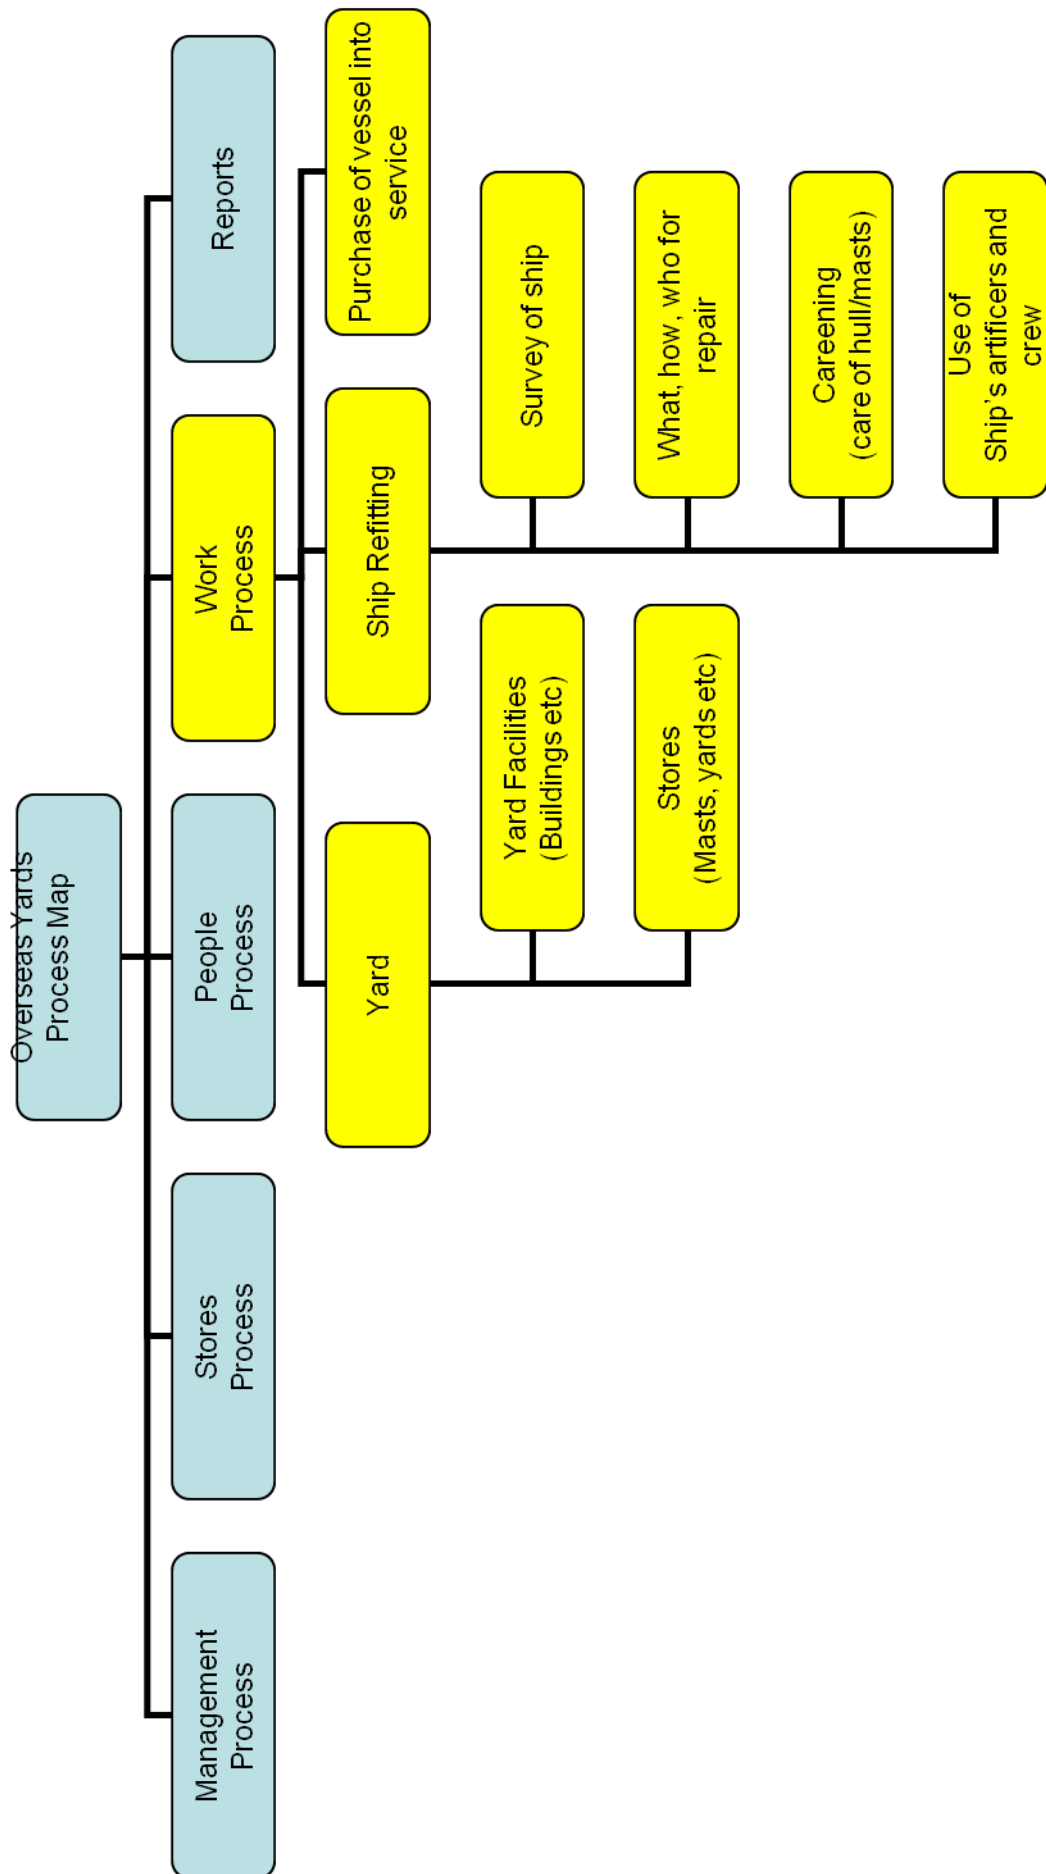 Overseas Yards
Process Map
Management
Process
Stores
Process
People
Process
Work
Process
Reports
Yard
Ship Refitting
Purchase of vessel into
service
Yard Facilities
(Buildings etc)
Stores
(Masts, yards etc)
Survey of ship
What, how, who for
repair
Careening
(care of hull/masts)
Use of
Ship’s artificers and
crew